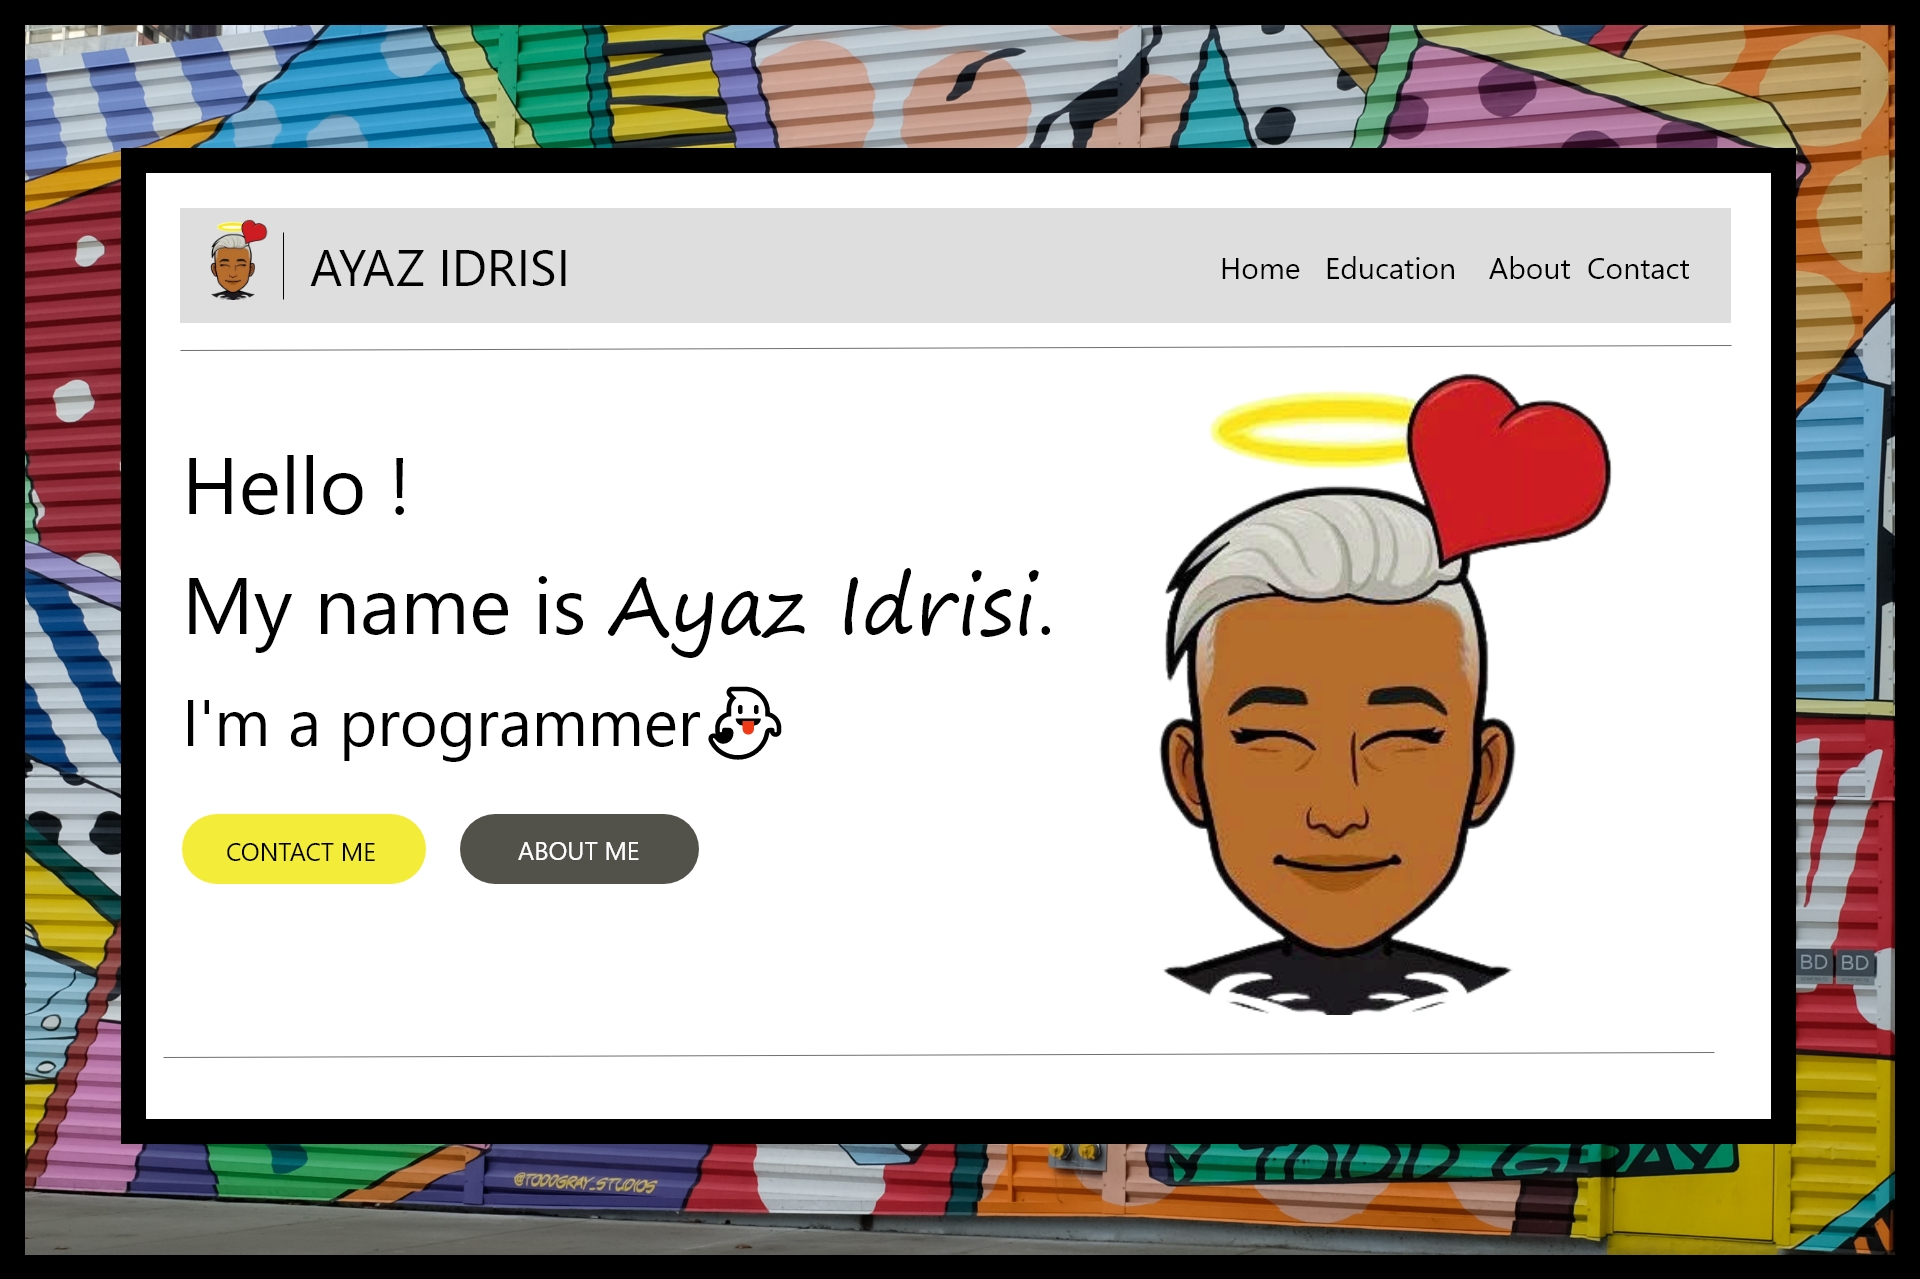 AYAZ IDRISI
Home Education About Contact
Hello !
My name is Ayaz Idrisi.
I'm a programmer
CONTACT ME ABOUT ME
BD BD
Y TODD GRAY
@TODDGRAY_STUDIOS